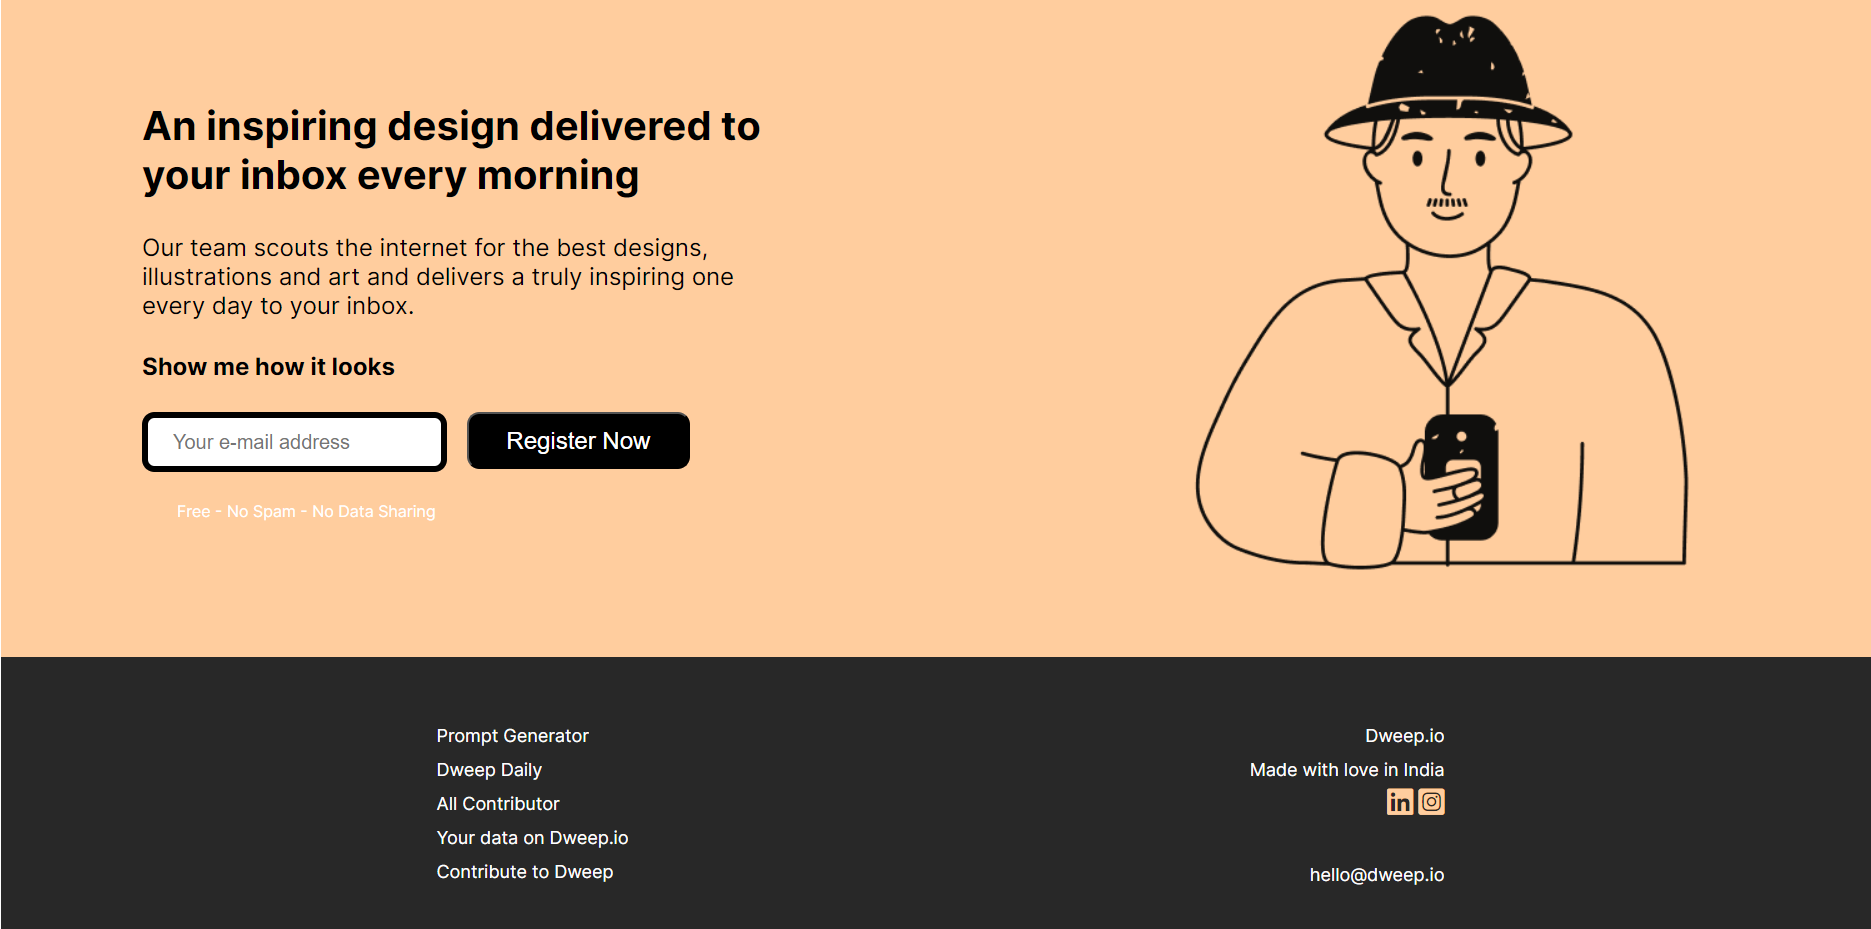 An inspiring design delivered to
your inbox every morning
Our team scouts the internet for the best designs,
illustrations and art and delivers a truly inspiring one
every day to your inbox.
Show me how it looks
Your e-mail address
Register Now
Free - No Spam - No Data Sharing
Prompt Generator
Dweep Daily
All Contributor
Your data on Dweep.io
Contribute to Dweep
Dweep.io
Made with love in India
in
hello@dweep.io